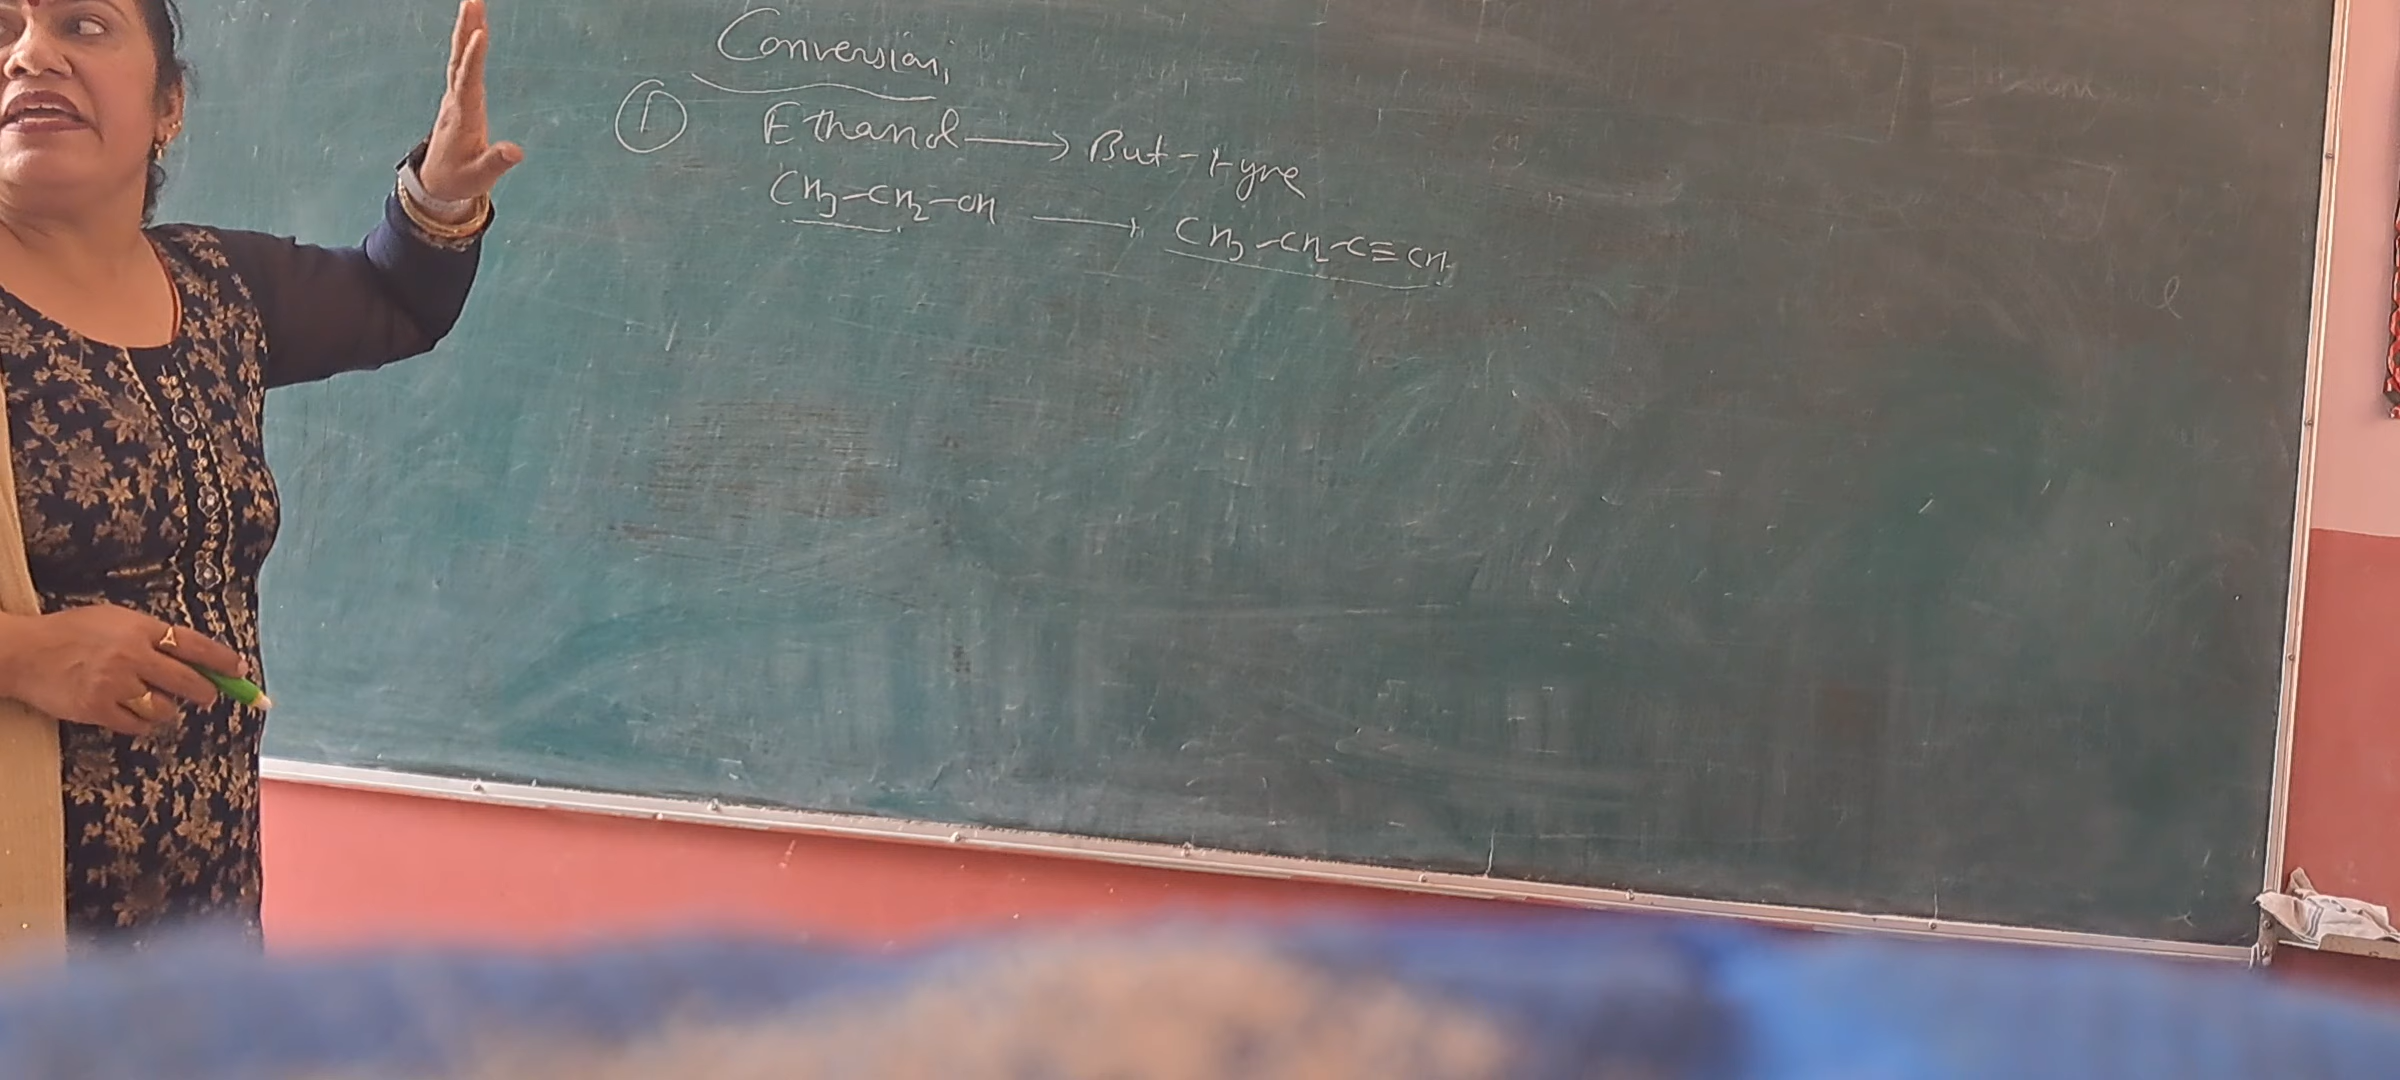 Conversion,
① Ethanol → But-1-yne
CH3-CH2-OH → CH3-CH2-C≡CH